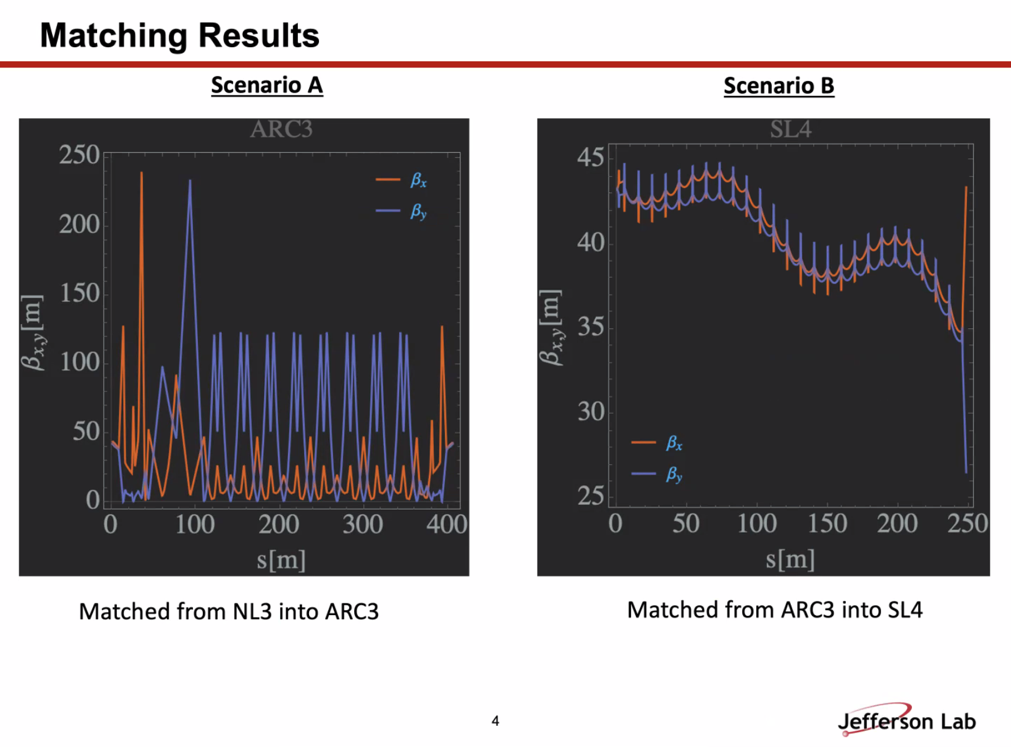 Matching Results
Scenario A
Scenario B
ARC3
250
200
150
100
50
0
βx,y[m]
βx
βy
0 100 200 300 400
s[m]
SL4
45
40
35
30
25
βx,y[m]
βx
βy
0 50 100 150 200 250
s[m]
Matched from NL3 into ARC3
Matched from ARC3 into SL4
4
Jefferson Lab